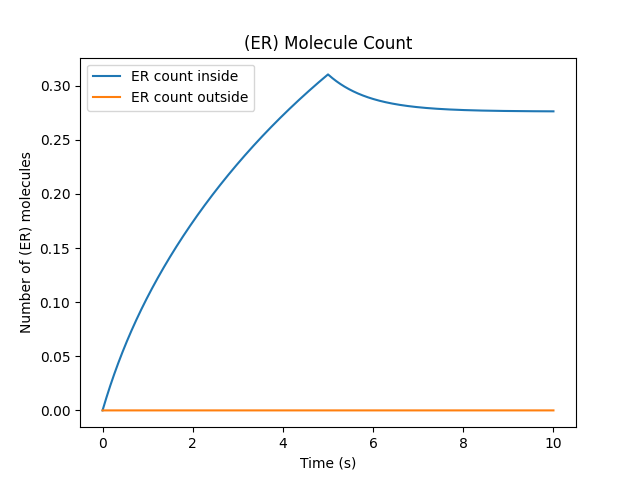 (ER) Molecule Count
ER count inside
ER count outside
Number of (ER) molecules
0.30
0.25
0.20
0.15
0.10
0.05
0.00
0 2 4 6 8 10
Time (s)